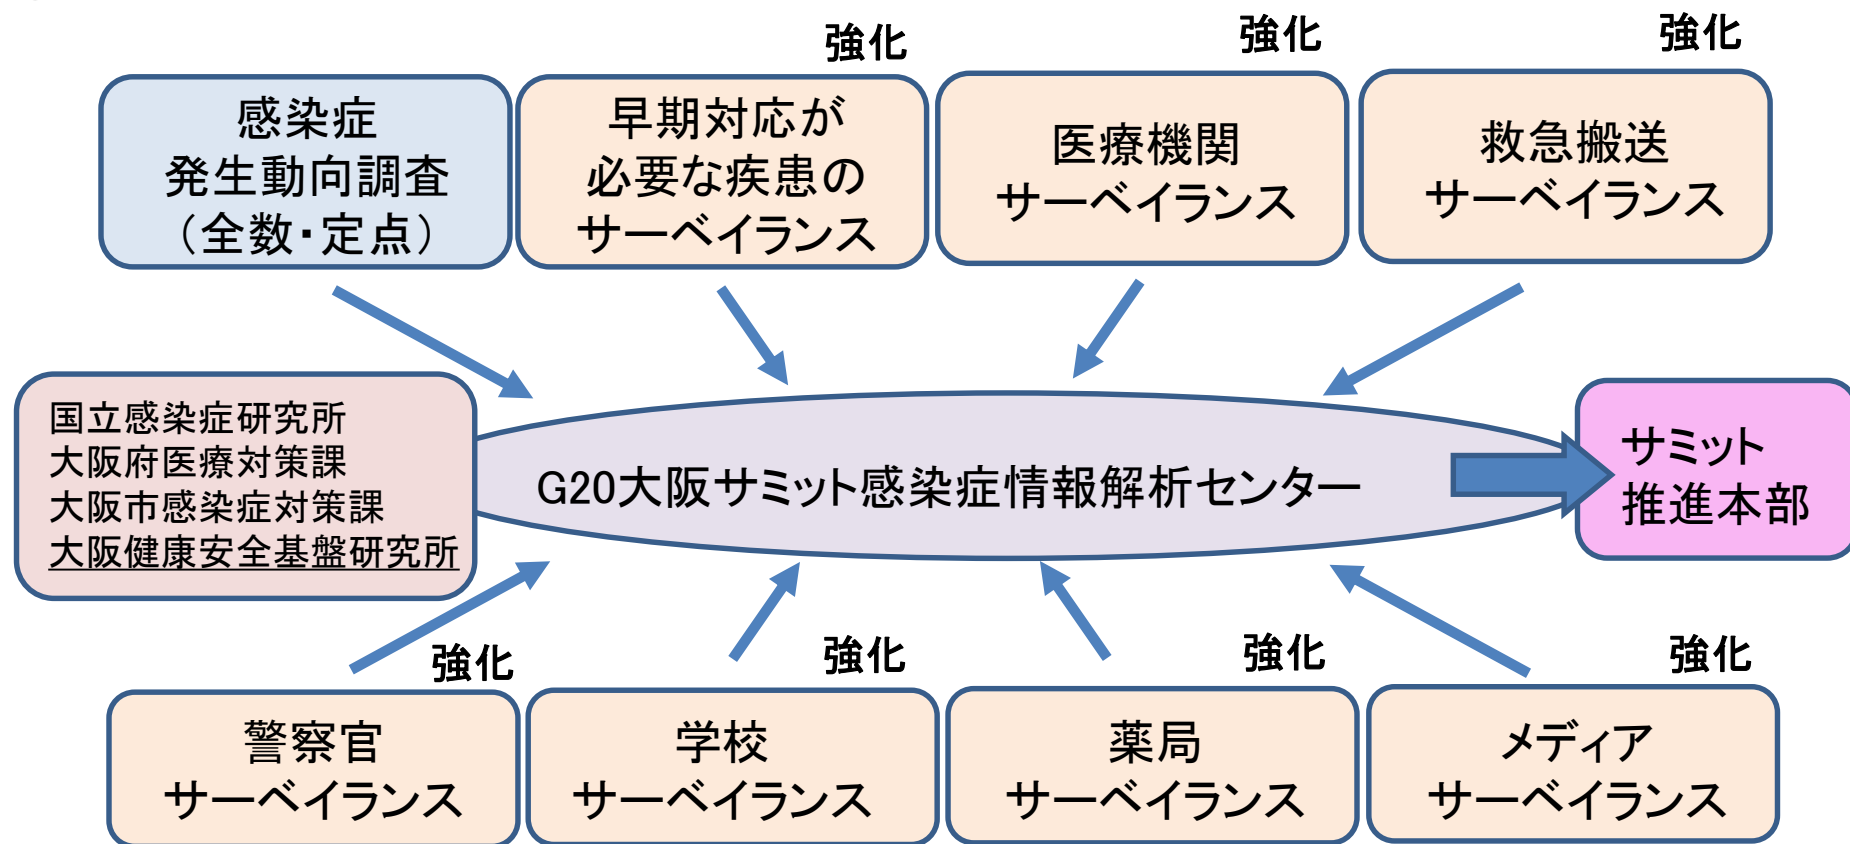 強化
強化
強化
感染症
発生動向調査
（全数・定点）
早期対応が
必要な疾患の
サーベイランス
医療機関
サーベイランス
救急搬送
サーベイランス
国立感染症研究所
大阪府医療対策課
大阪市感染症対策課
大阪健康安全基盤研究所
G20大阪サミット感染症情報解析センター
サミット
推進本部
強化
強化
強化
強化
警察官
サーベイランス
学校
サーベイランス
薬局
サーベイランス
メディア
サーベイランス